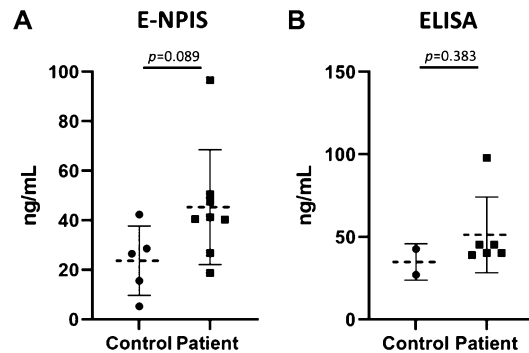 A
E-NPIS
p=0.089
100
80
60
40
20
0
ng/mL
Control Patient
B
ELISA
p=0.383
150
100
50
0
ng/mL
Control Patient